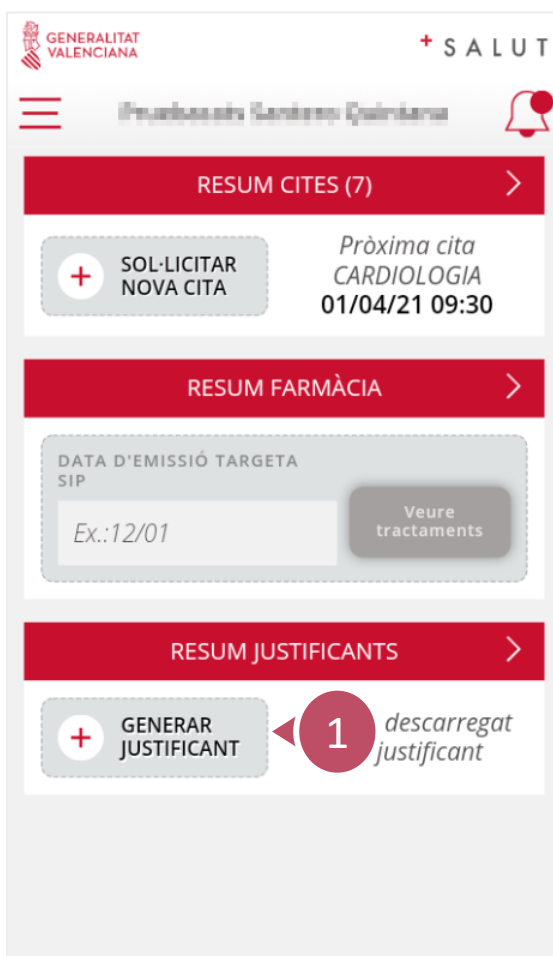 GENERALITAT
VALENCIANA
+ S A L U T
RESUM CITES (7)
SOL·LICITAR
NOVA CITA
Pròxima cita
CARDIOLOGIA
01/04/21 09:30
RESUM FARMÀCIA
DATA D'EMISSIÓ TARGETA
SIP
Ex.:12/01
Veure
tractaments
RESUM JUSTIFICANTS
GENERAR
JUSTIFICANT
1
descarregat
justificant